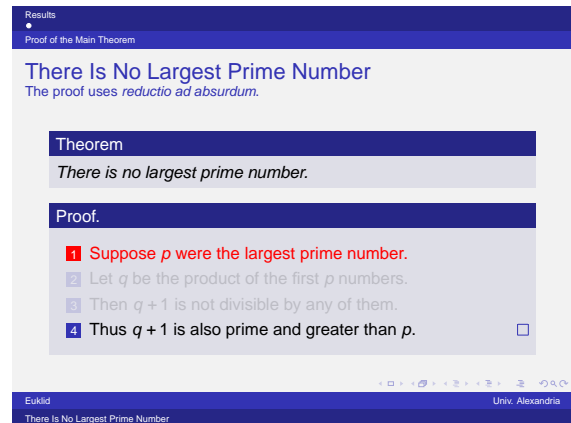 Results
Proof of the Main Theorem
There Is No Largest Prime Number
The proof uses reductio ad absurdum.
Theorem
There is no largest prime number.
Proof.
1 Suppose p were the largest prime number.
2 Let q be the product of the first p numbers.
3 Then q + 1 is not divisible by any of them.
4 Thus q + 1 is also prime and greater than p.
Euklid Univ. Alexandria
There Is No Largest Prime Number